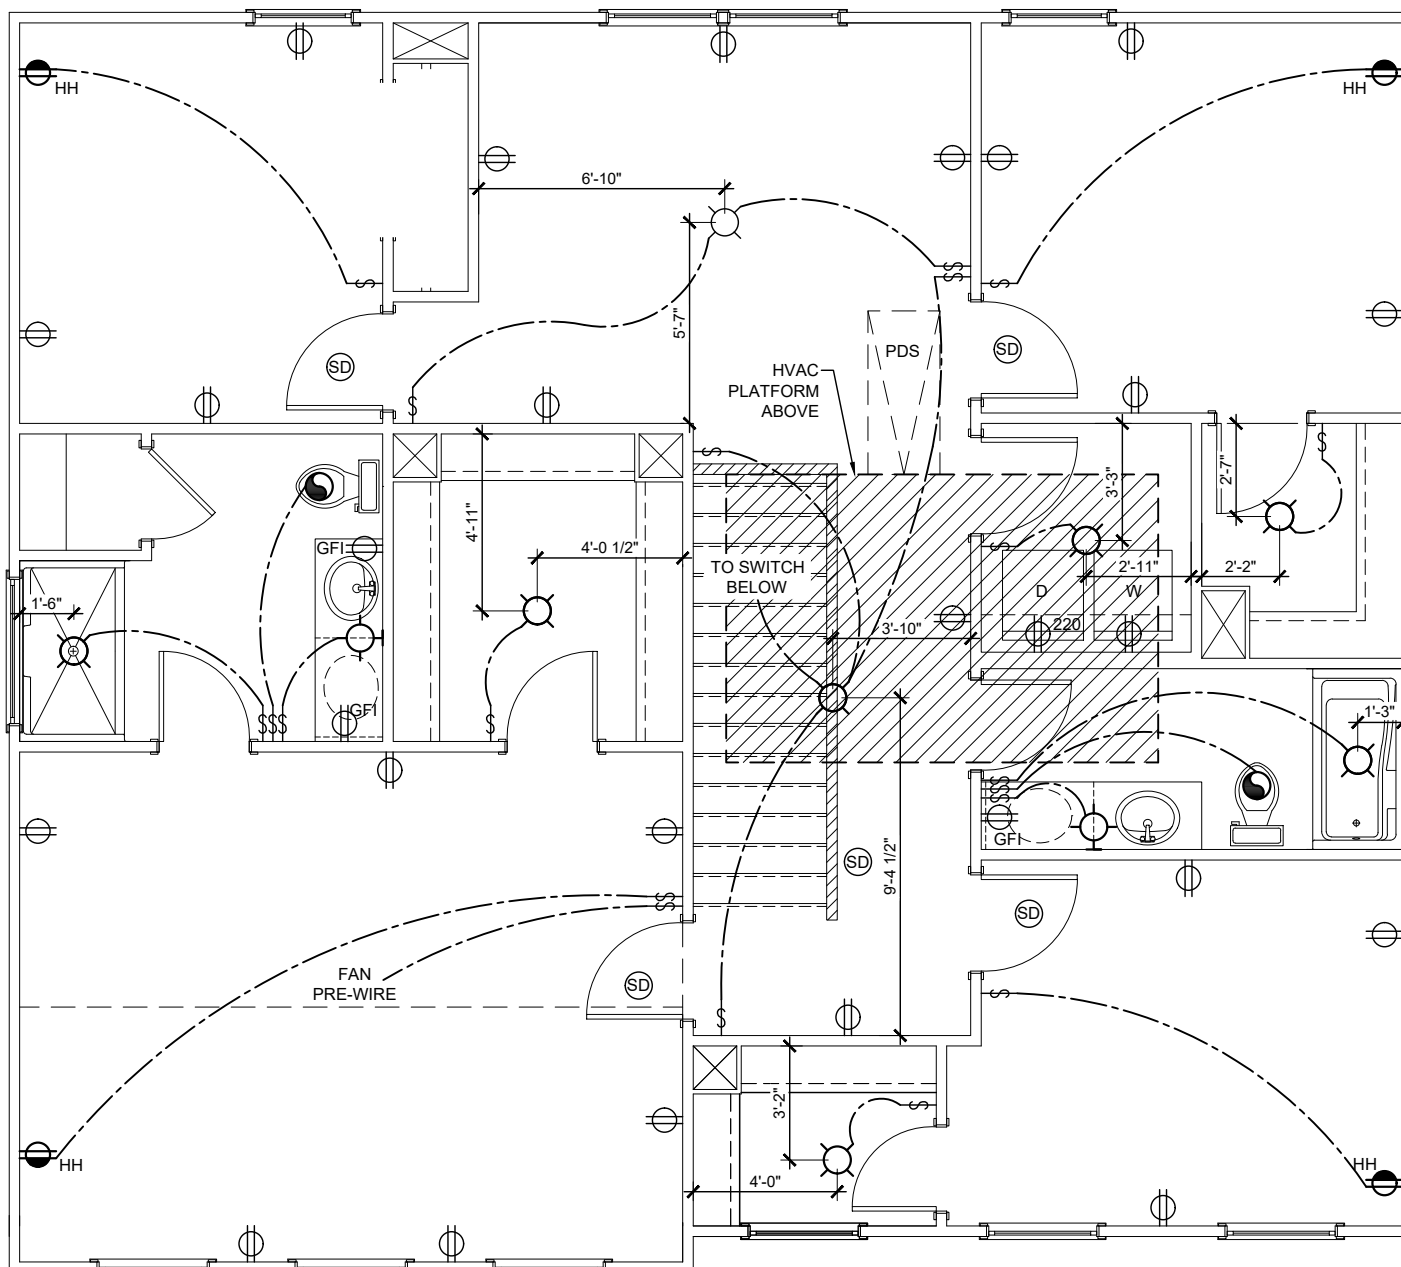 HH
HH
6'-10"
5'-7"
SD
PDS
SD
HVAC
PLATFORM
ABOVE
S
S
S
S
S
S
S
2'-7"
3'-3"
4'-11"
GFI
4'-0 1/2"
TO SWITCH
BELOW
S
2'-11"
2'-2"
D
W
1'-6"
3'-10"
220
GFI
SSS
S
1'-3"
S
S
S
GFI
SD
9'-4 1/2"
S
S
SD
FAN
PRE-WIRE
SD
S
S
3'-2"
S
HH
HH
4'-0"